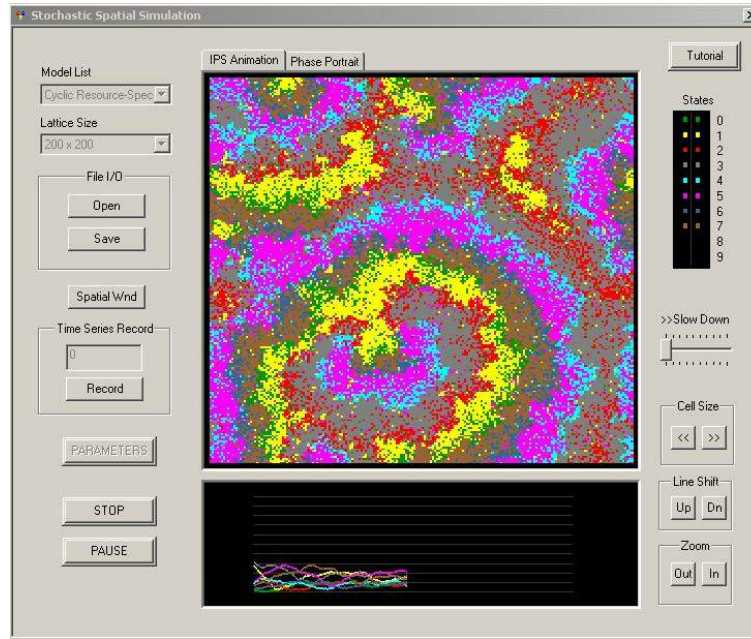 Stochastic Spatial Simulation
Model List
Cyclic Resource-Spec
Lattice Size
200 x 200
File I/O
Open
Save
Spatial Wnd
Time Series Record
0
Record
PARAMETERS
STOP
PAUSE
IPS Animation
Phase Portrait
Tutorial
States
0
1
2
3
4
5
6
7
8
9
>>Slow Down
Cell Size
<< >>
Line Shift
Up Dn
Zoom
Out In